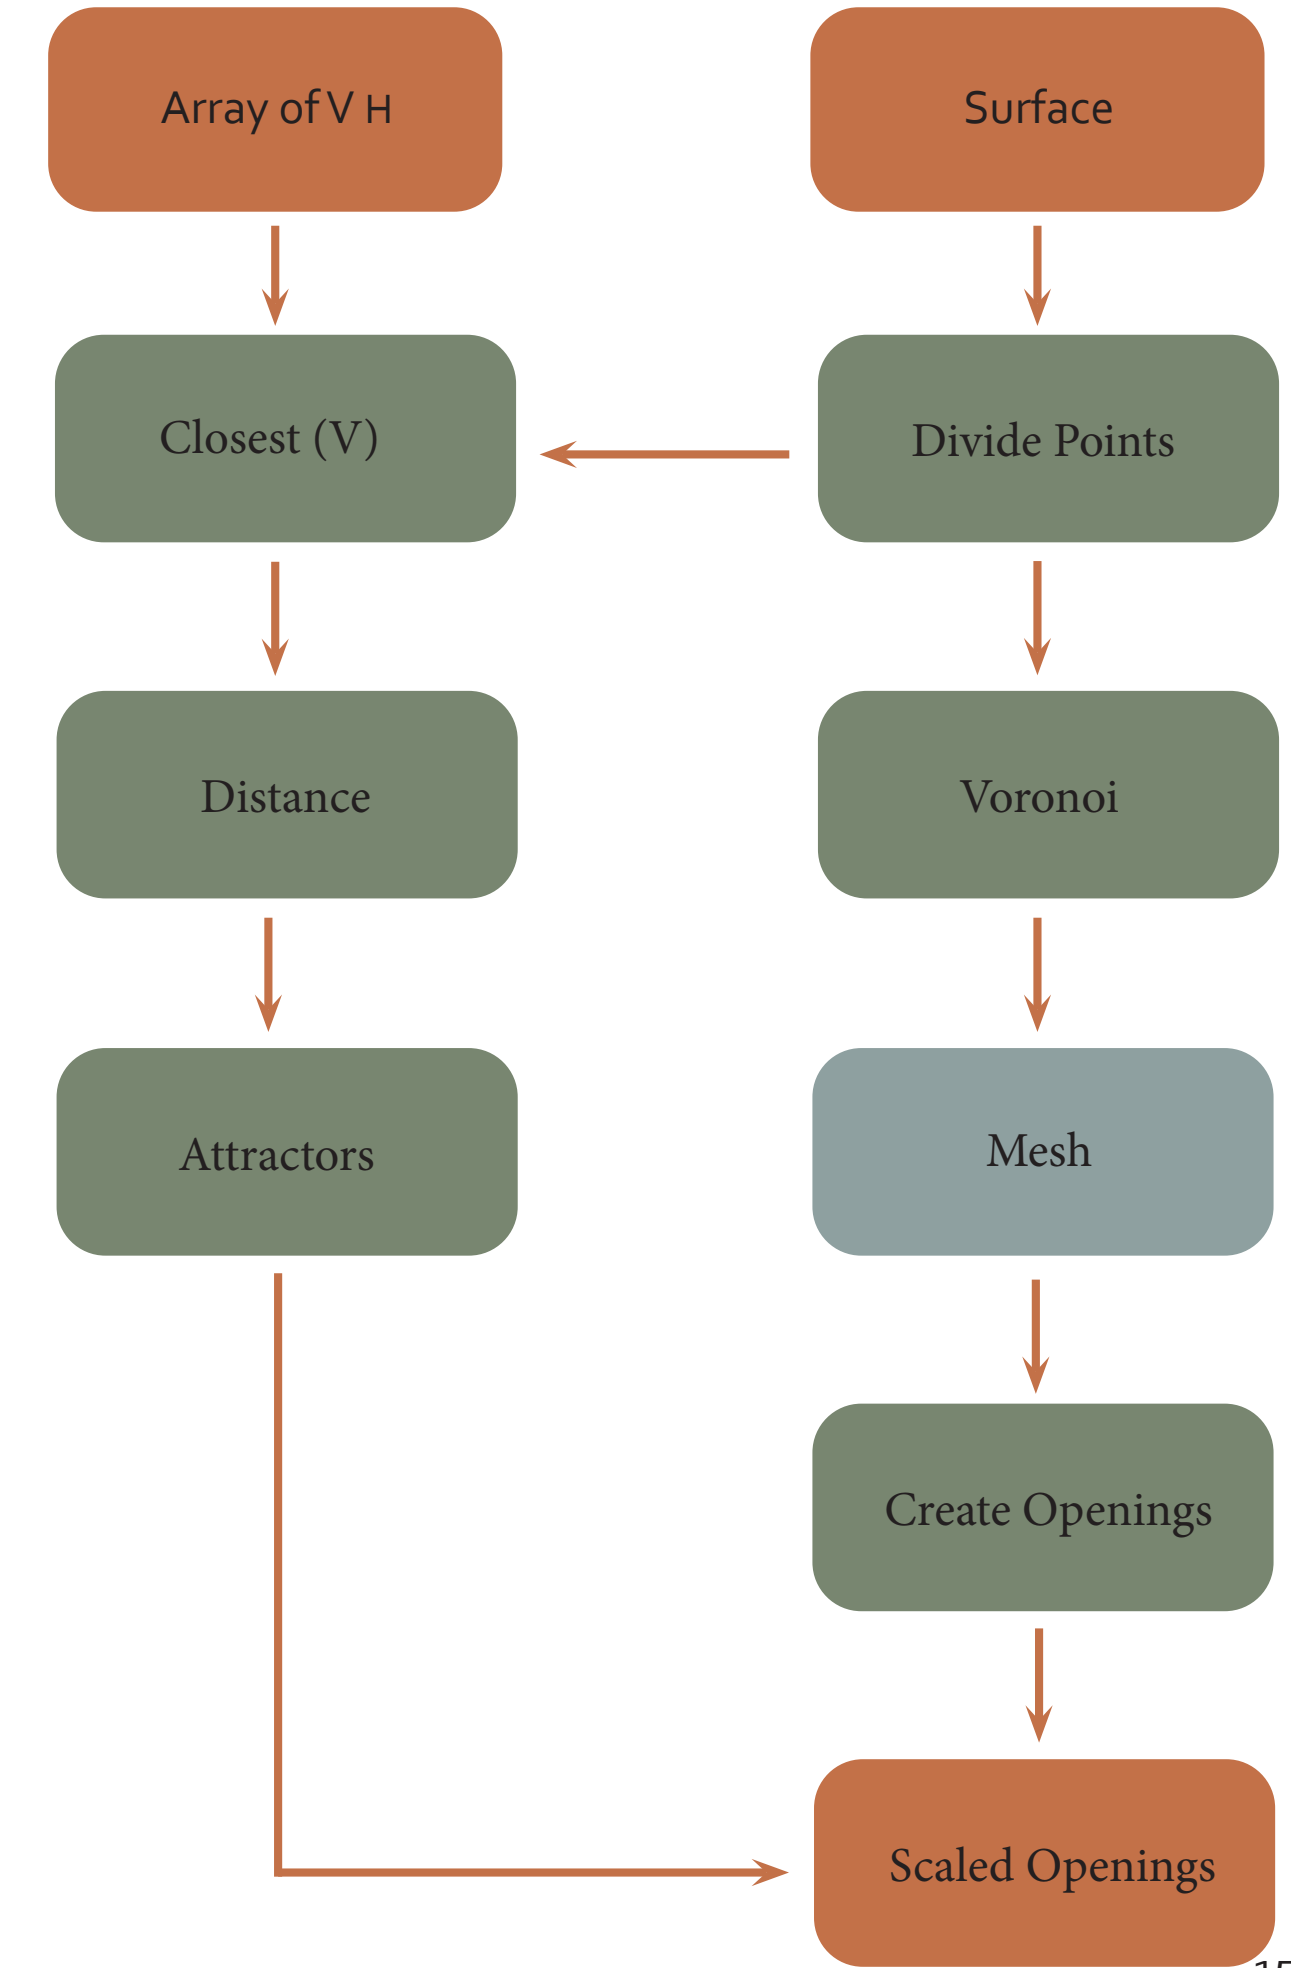 Array of V H
Surface
Closest (V)
Divide Points
Distance
Voronoi
Attractors
Mesh
Create Openings
Scaled Openings